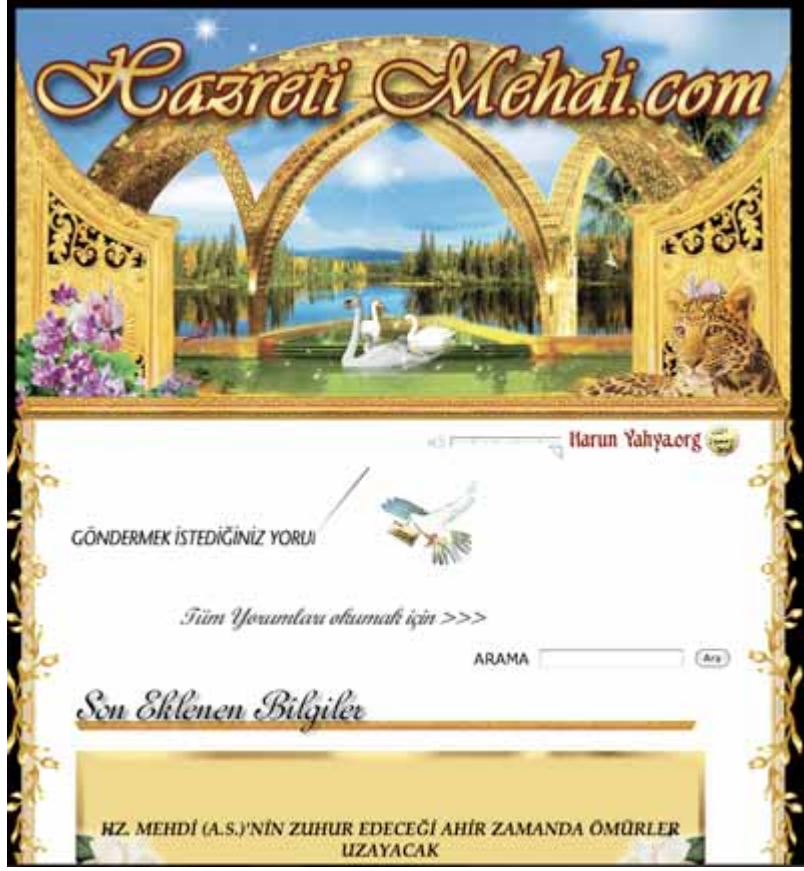 Hazreti Mehdi.com
Harun Yahya.org
GÖNDERMEK İSTEDİĞİNİZ YORU
Tüm Yorumları okumak için >>>
ARAMA Ara
Son Eklenen Bilgiler
HZ. MEHDİ (A.S.)'NİN ZUHUR EDECEĞİ AHİR ZAMANDA ÖMÜRLER
UZAYACAK